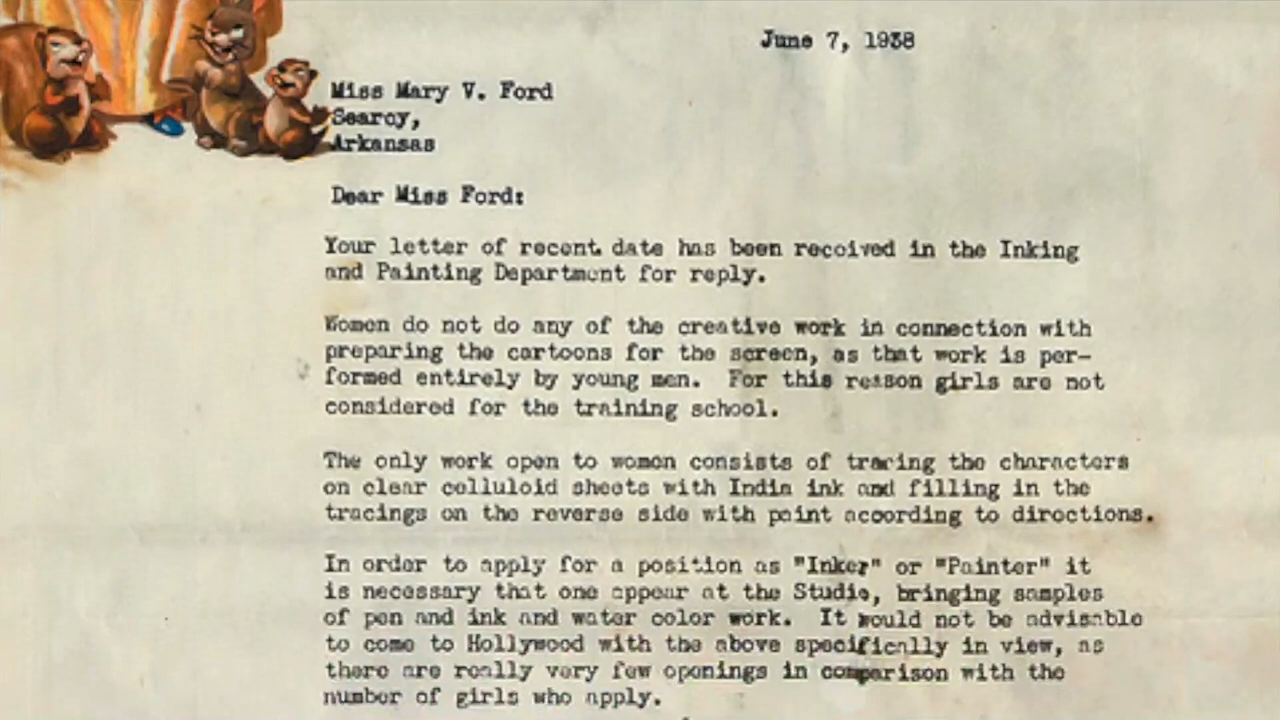 June 7, 1938
Miss Mary V. Ford
Searcy,
Arkansas
Dear Miss Ford:
Your letter of recent date has been received in the Inking
and Painting Department for reply.
Women do not do any of the creative work in connection with
preparing the cartoons for the screen, as that work is per-
formed entirely by young men. For this reason girls are not
considered for the training school.
The only work open to women consists of tracing the characters
on clear celluloid sheets with India ink and filling in the
tracings on the reverse side with paint according to directions.
In order to apply for a position as "Inker" or "Painter" it
is necessary that one appear at the Studio, bringing samples
of pen and ink and water color work. It would not be advisable
to come to Hollywood with the above specifically in view, as
there are really very few openings in comparison with the
number of girls who apply.